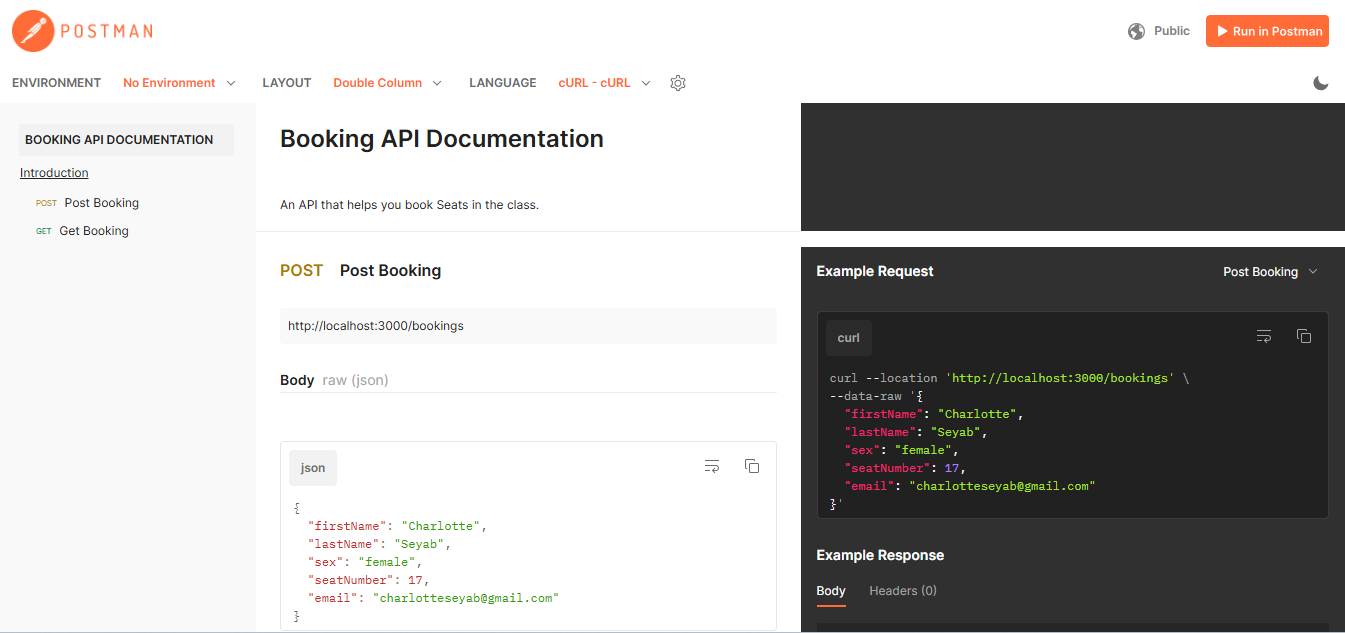 POSTMAN
Public
Run in Postman
ENVIRONMENT No Environment LAYOUT Double Column LANGUAGE cURL - cURL
BOOKING API DOCUMENTATION
Introduction
POST Post Booking
GET Get Booking
Booking API Documentation
An API that helps you book Seats in the class.
POST Post Booking
http://localhost:3000/bookings
Body raw (json)
json
{
  "firstName": "Charlotte",
  "lastName": "Seyab",
  "sex": "female",
  "seatNumber": 17,
  "email": "charlotteseyab@gmail.com"
}
Example Request
Post Booking
curl
curl --location 'http://localhost:3000/bookings' \
--data-raw '{
  "firstName": "Charlotte",
  "lastName": "Seyab",
  "sex": "female",
  "seatNumber": 17,
  "email": "charlotteseyab@gmail.com"
}'
Example Response
Body Headers (0)